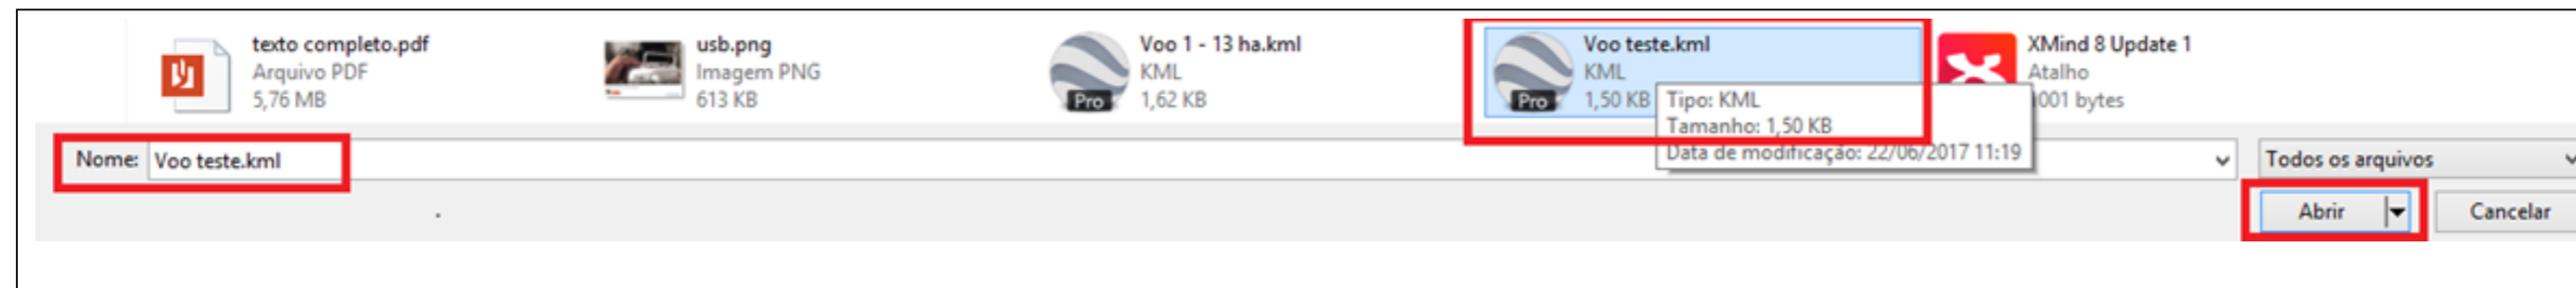 texto completo.pdf
Arquivo PDF
5,76 MB
usb.png
Imagem PNG
613 KB
Voo 1 - 13 ha.kml
KML
1,62 KB
Pro
Voo teste.kml
KML
1,50 KB
Pro
XMind 8 Update 1
Atalho
001 bytes
Tipo: KML
Tamanho: 1,50 KB
Data de modificação: 22/06/2017 11:19
Nome: Voo teste.kml
Todos os arquivos
Abrir
Cancelar